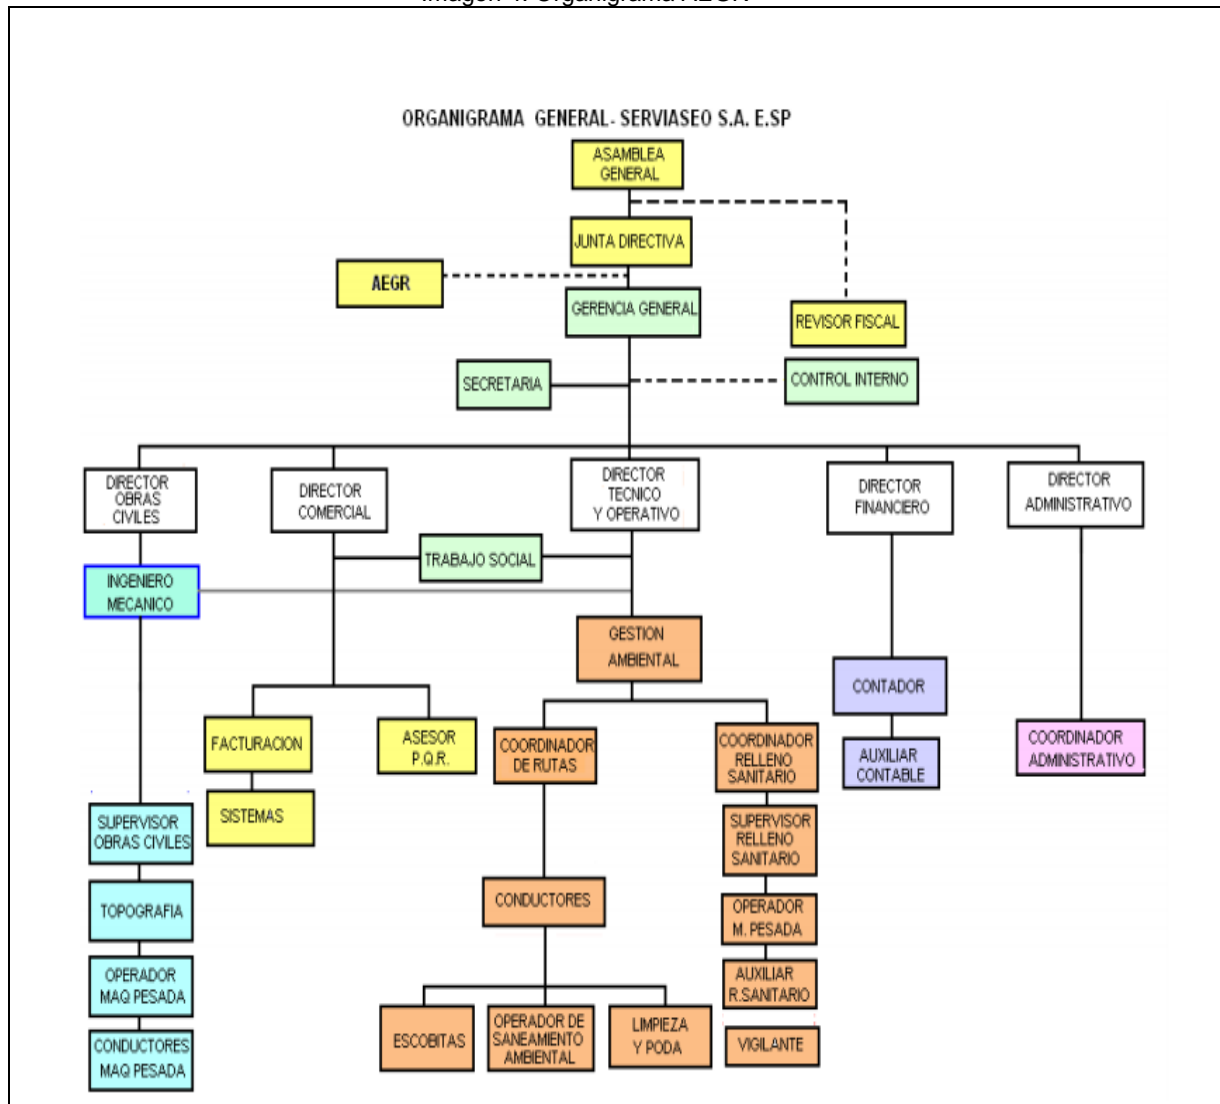 ORGANIGRAMA GENERAL- SERVIASEO S.A. E.SP
ASAMBLEA
GENERAL
JUNTA DIRECTIVA
AEGR
GERENCIA GENERAL
REVISOR FISCAL
SECRETARIA
CONTROL INTERNO
DIRECTOR
OBRAS
CIVILES
DIRECTOR
COMERCIAL
DIRECTOR
TECNICO
Y OPERATIVO
DIRECTOR
FINANCIERO
DIRECTOR
ADMINISTRATIVO
TRABAJO SOCIAL
INGENIERO
MECANICO
GESTION
AMBIENTAL
CONTADOR
FACTURACION
ASESOR
P.Q.R.
COORDINADOR
DE RUTAS
COORDINADOR
RELLENO
SANITARIO
AUXILIAR
CONTABLE
COORDINADOR
ADMINISTRATIVO
SISTEMAS
SUPERVISOR
OBRAS CIVILES
SUPERVISOR
RELLENO
SANITARIO
TOPOGRAFIA
CONDUCTORES
OPERADOR
M. PESADA
OPERADOR
MAQ PESADA
AUXILIAR
R.SANITARIO
ESCOBITAS
OPERADOR DE
SANEAMIENTO
AMBIENTAL
LIMPIEZA
Y PODA
VIGILANTE
CONDUCTORES
MAQ PESADA